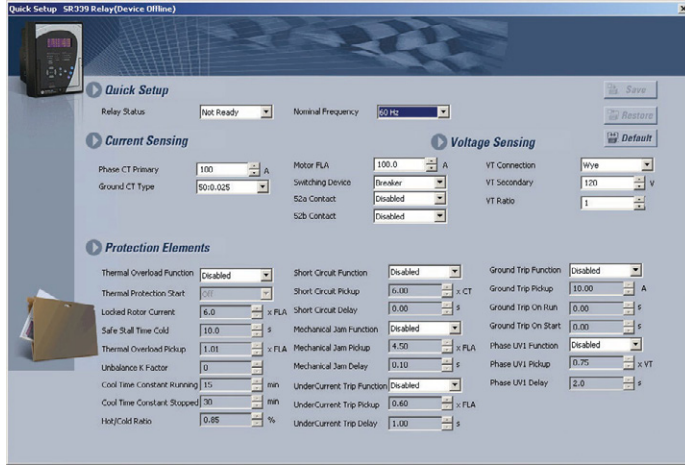 Quick Setup SR339 Relay(Device Offline)
Quick Setup
Save
Relay Status Not Ready Nominal Frequency 60 Hz
Restore
Default
Current Sensing Voltage Sensing
Phase CT Primary 100 A Motor FLA 100.0 A VT Connection Wye
Ground CT Type 50:0.025 Switching Device Breaker VT Secondary 120 V
52a Contact Disabled VT Ratio 1
52b Contact Disabled
Protection Elements
Thermal Overload Function Disabled Short Circuit Function Disabled Ground Trip Function Disabled
Thermal Protection Start Off Short Circuit Pickup 6.00 x CT Ground Trip Pickup 10.00 A
Locked Rotor Current 6.0 x FLA Short Circuit Delay 0.00 s Ground Trip On Run 0.00 s
Safe Stall Time Cold 10.0 s Mechanical Jam Function Disabled Ground Trip On Start 0.00 s
Thermal Overload Pickup 1.01 x FLA Mechanical Jam Pickup 4.50 x FLA Phase UV1 Function Disabled
Unbalance K Factor 0 Mechanical Jam Delay 0.10 s Phase UV1 Pickup 0.75 x VT
Cool Time Constant Running 15 min UnderCurrent Trip Function Disabled Phase UV1 Delay 2.0 s
Cool Time Constant Stopped 30 min UnderCurrent Trip Pickup 0.60 x FLA
Hot/Cold Ratio 0.85 % UnderCurrent Trip Delay 1.00 s